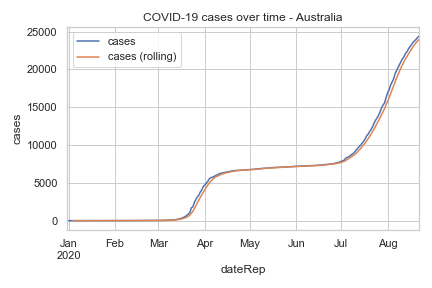 COVID-19 cases over time - Australia
cases
cases (rolling)
25000
20000
15000
10000
5000
0
cases
Jan Feb Mar Apr May Jun Jul Aug
2020
dateRep